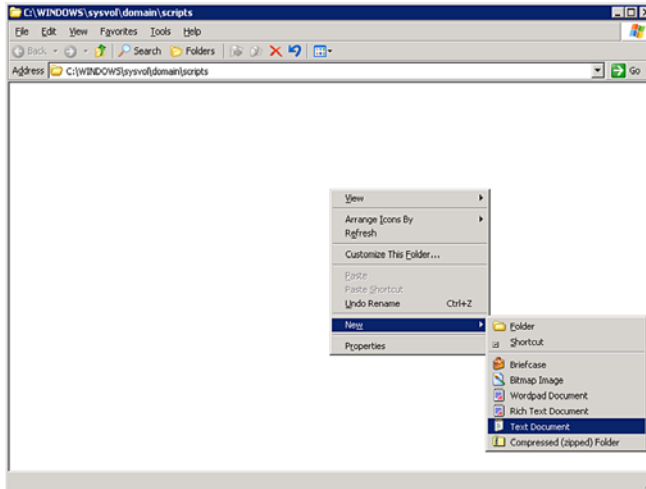 C:\WINDOWS\sysvol\domain\scripts
File Edit View Favorites Tools Help
Back Search Folders
Address C:\WINDOWS\sysvol\domain\scripts Go
View
Arrange Icons By
Refresh
Customize This Folder...
Paste
Paste Shortcut
Undo Rename Ctrl+Z
New
Properties
Folder
Shortcut
Briefcase
Bitmap Image
Wordpad Document
Rich Text Document
Text Document
Compressed (zipped) Folder